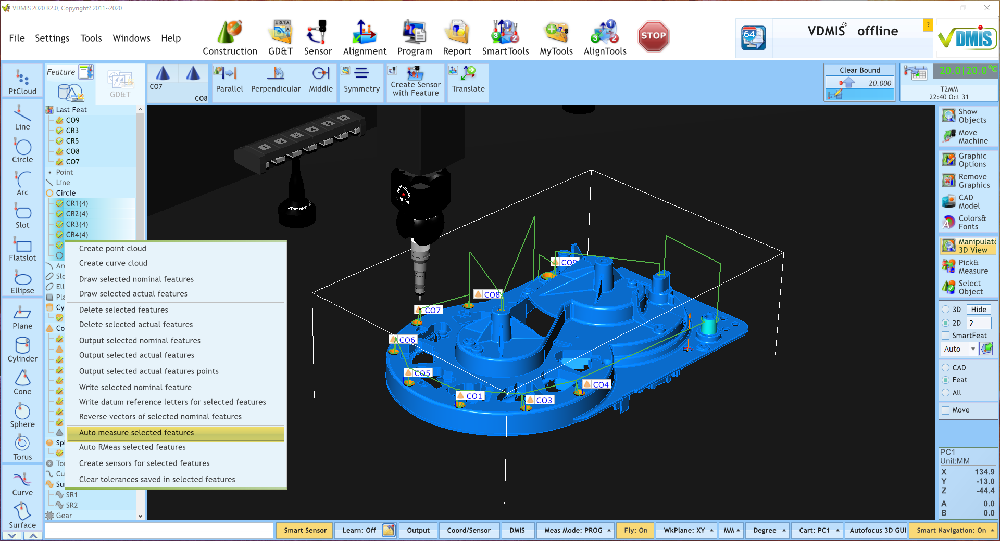 VDMIS 2020 R2.0, Copyright? 2011~2020
File Settings Tools Windows Help
Construction GD&T Sensor Alignment Program Report SmartTools MyTools AlignTools
STOP
64
VDMIS® offline
?
VDMIS
PtCloud
Line
Circle
Arc
Slot
Flatslot
Ellipse
Plane
Cylinder
Cone
Sphere
Torus
Curve
Surface
Feature
GD&T
CO7
CO8
Parallel Perpendicular Middle
Symmetry
Create Sensor
with Feature
Translate
Clear Bound
20.000
20.0|20.0℃
T2MM
22:40 Oct 31
Last Feat
CO9
CR3
CR5
CO8
CO7
Point
Line
Circle
CR1(4)
CR2(4)
CR3(4)
CR4(4)
Create point cloud
Create curve cloud
Draw selected nominal features
Draw selected actual features
Delete selected features
Delete selected actual features
Output selected nominal features
Output selected actual features
Output selected actual features points
Write selected nominal feature
Write datum reference letters for selected features
Reverse vectors of selected nominal features
Auto measure selected features
Auto RMeas selected features
Create sensors for selected features
Clear tolerances saved in selected features
SR1
SR2
Gear
1 2 3 4 5 6
RENISHAW
RENISHAW
PH10M
CO9
CO8
CO7
CO6
CO5
CO1
CO3
CO4
Show
Objects
Move
Machine
Graphic
Options
Remove
Graphics
CAD
Model
Colors&
Fonts
Manipulate
3D View
Pick&
Measure
Select
Object
3D Hide
2D 2
SmartFeat
Auto
CAD
Feat
All
Move
PC1
Unit:MM
X 134.9
Y -13.0
Z -44.4
A 0.0
B 0.0
Smart Sensor Learn: Off Output Coord/Sensor DMIS Meas Mode: PROG Fly: On WkPlane: XY MM Degree Cart: PC1 Autofocus 3D GUI Smart Navigation: On